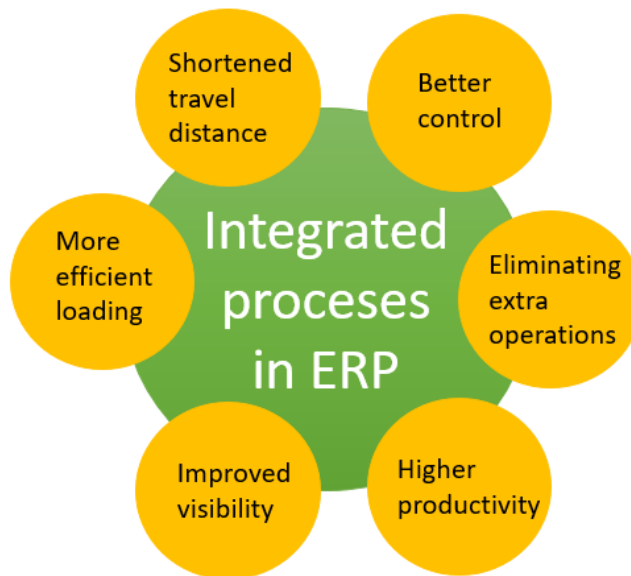 Shortened
travel
distance
Better
control
More
efficient
loading
Integrated
proceses
in ERP
Eliminating
extra
operations
Improved
visibility
Higher
productivity